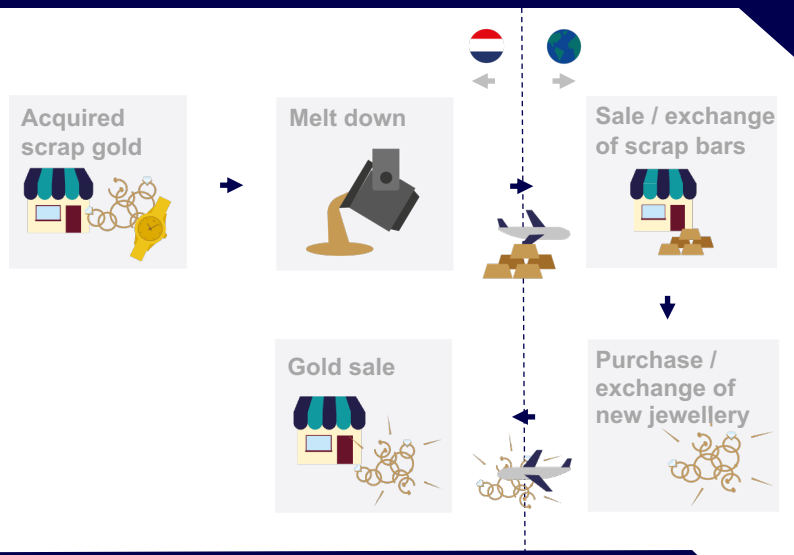 Acquired
scrap gold
Melt down
Sale / exchange
of scrap bars
Gold sale
Purchase /
exchange of
new jewellery